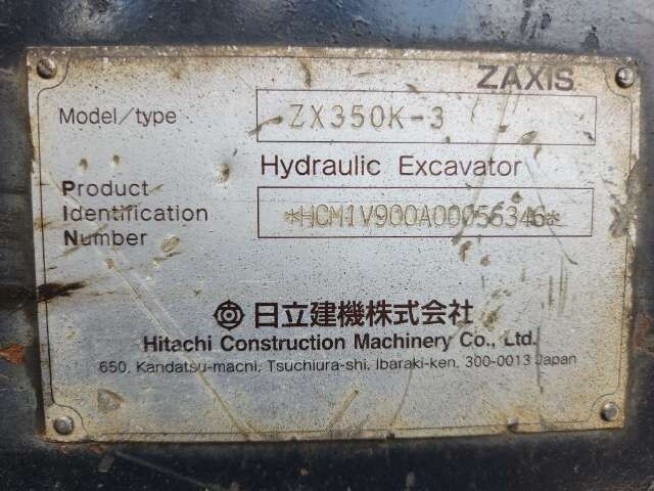 ZAXIS
Model/type ZX350K-3
Hydraulic Excavator
Product
Identification
Number
*HCM1V900A00056346*
日立建機株式会社
Hitachi Construction Machinery Co., Ltd.
650, Kandatsu-machi, Tsuchiura-shi, Ibaraki-ken, 300-0013 Japan